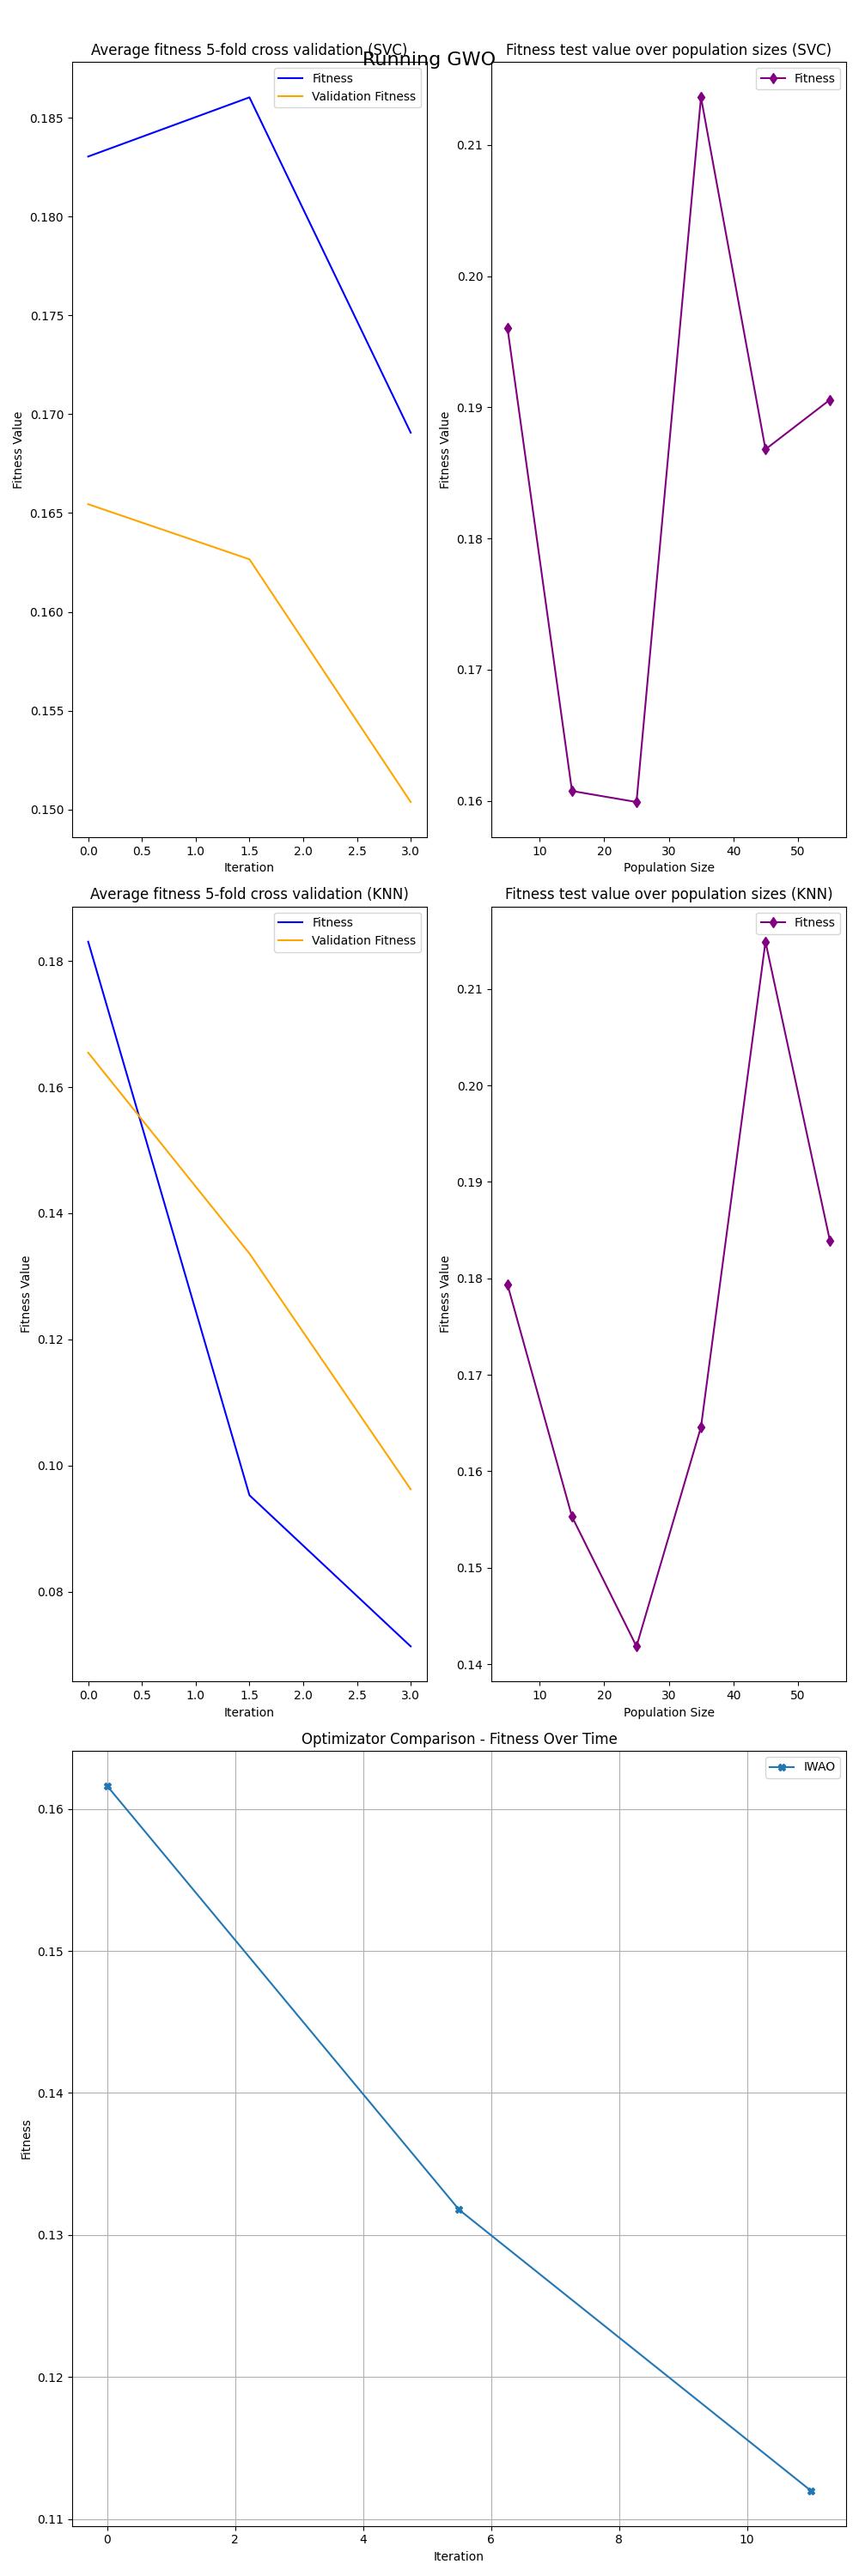 Running GWO
Average fitness 5-fold cross validation (SVC)
Fitness
Validation Fitness
0.185
0.180
0.175
0.170
0.165
0.160
0.155
0.150
Fitness Value
0.0 0.5 1.0 1.5 2.0 2.5 3.0
Iteration
Fitness test value over population sizes (SVC)
Fitness
0.21
0.20
0.19
0.18
0.17
0.16
Fitness Value
10 20 30 40 50
Population Size
Average fitness 5-fold cross validation (KNN)
Fitness
Validation Fitness
0.18
0.16
0.14
0.12
0.10
0.08
Fitness Value
0.0 0.5 1.0 1.5 2.0 2.5 3.0
Iteration
Fitness test value over population sizes (KNN)
Fitness
0.21
0.20
0.19
0.18
0.17
0.16
0.15
0.14
Fitness Value
10 20 30 40 50
Population Size
Optimizator Comparison - Fitness Over Time
IWAO
0.16
0.15
0.14
0.13
0.12
0.11
Fitness
0 2 4 6 8 10
Iteration